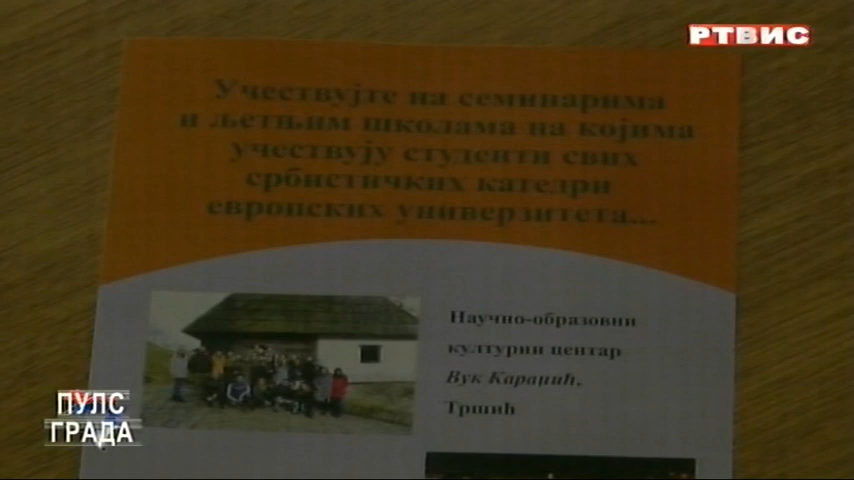 РТВИС
Учествујте на семинарима
и љетњим школама на којима
учествују студенти свих
србистичких катедри
европских универзитета...
Научно-образовни
културни центар
Вук Караџић,
Тршић
ПУЛС
ГРАДА